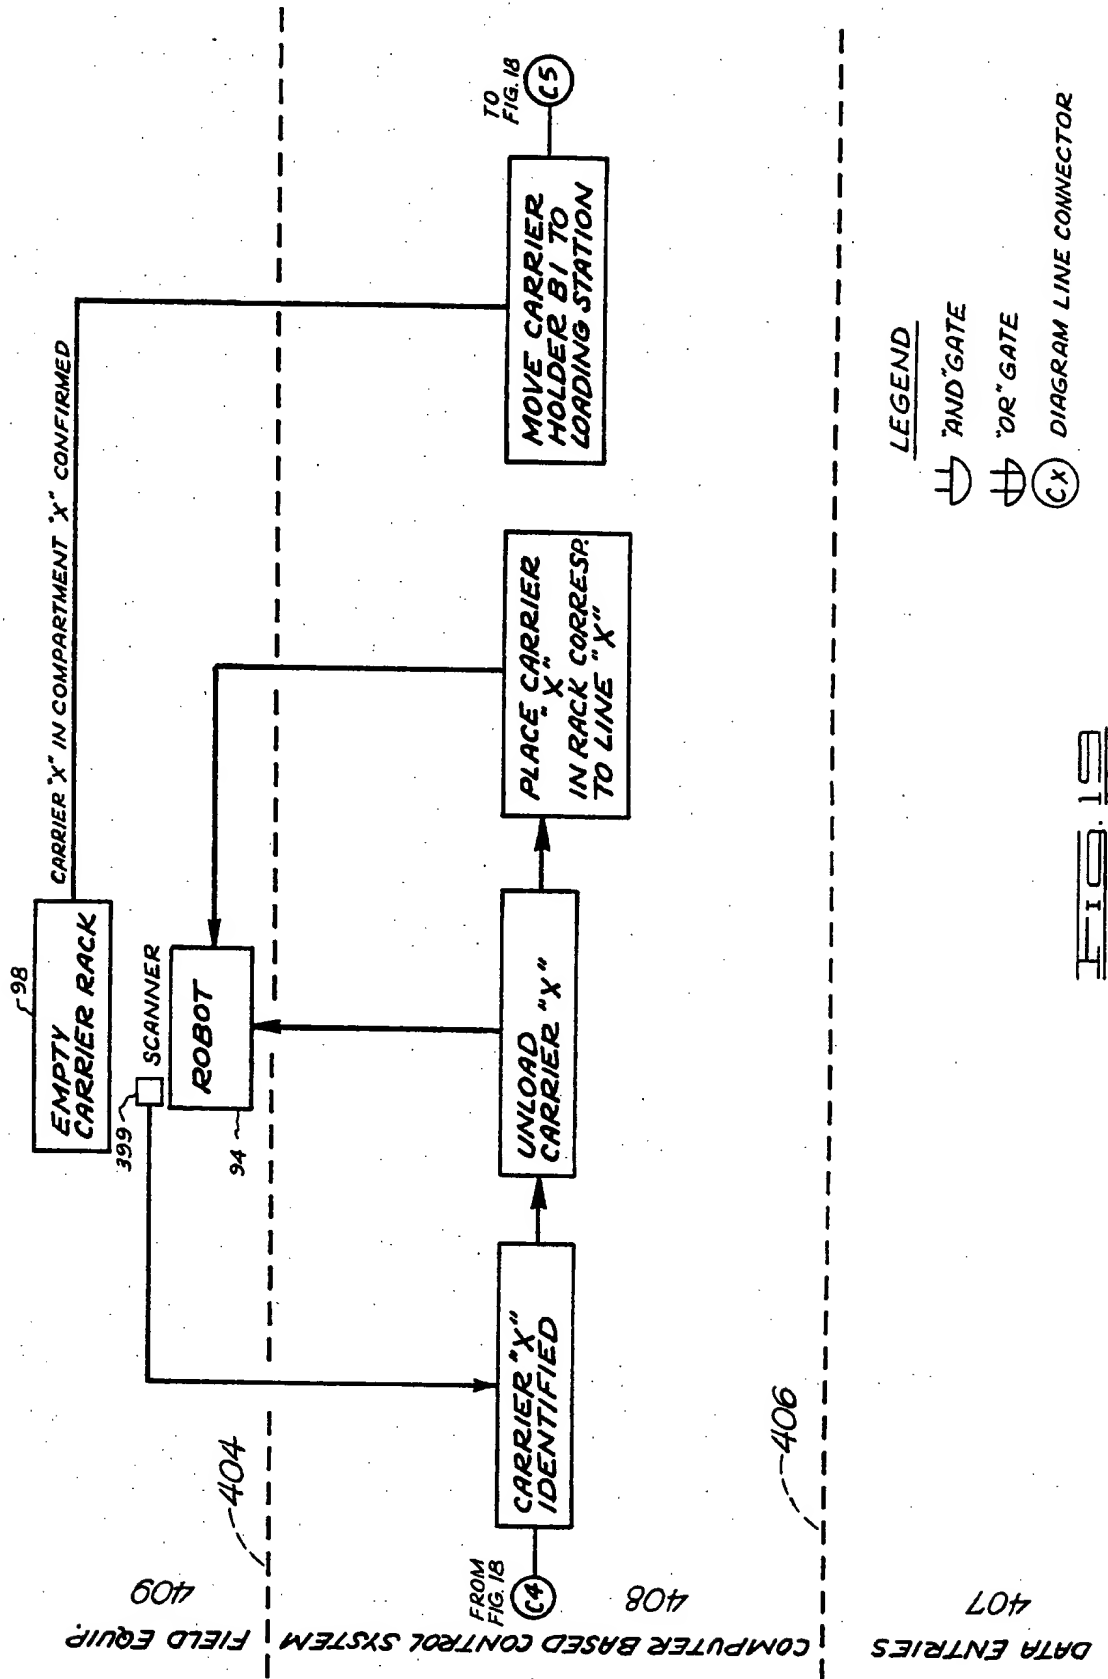 98
EMPTY
CARRIER RACK
CARRIER "X" IN COMPARTMENT "X" CONFIRMED
399
SCANNER
ROBOT
94
FIELD EQUIP.
409
404
FROM
FIG. 18
C4
CARRIER "X"
IDENTIFIED
UNLOAD
CARRIER "X"
PLACE CARRIER
"X"
IN RACK CORRESP.
TO LINE "X"
MOVE CARRIER
HOLDER B1 TO
LOADING STATION
TO
FIG. 18
C5
COMPUTER BASED CONTROL SYSTEM
408
406
DATA ENTRIES
407
LEGEND
"AND" GATE
"OR" GATE
CX
DIAGRAM LINE CONNECTOR
FIG. 19